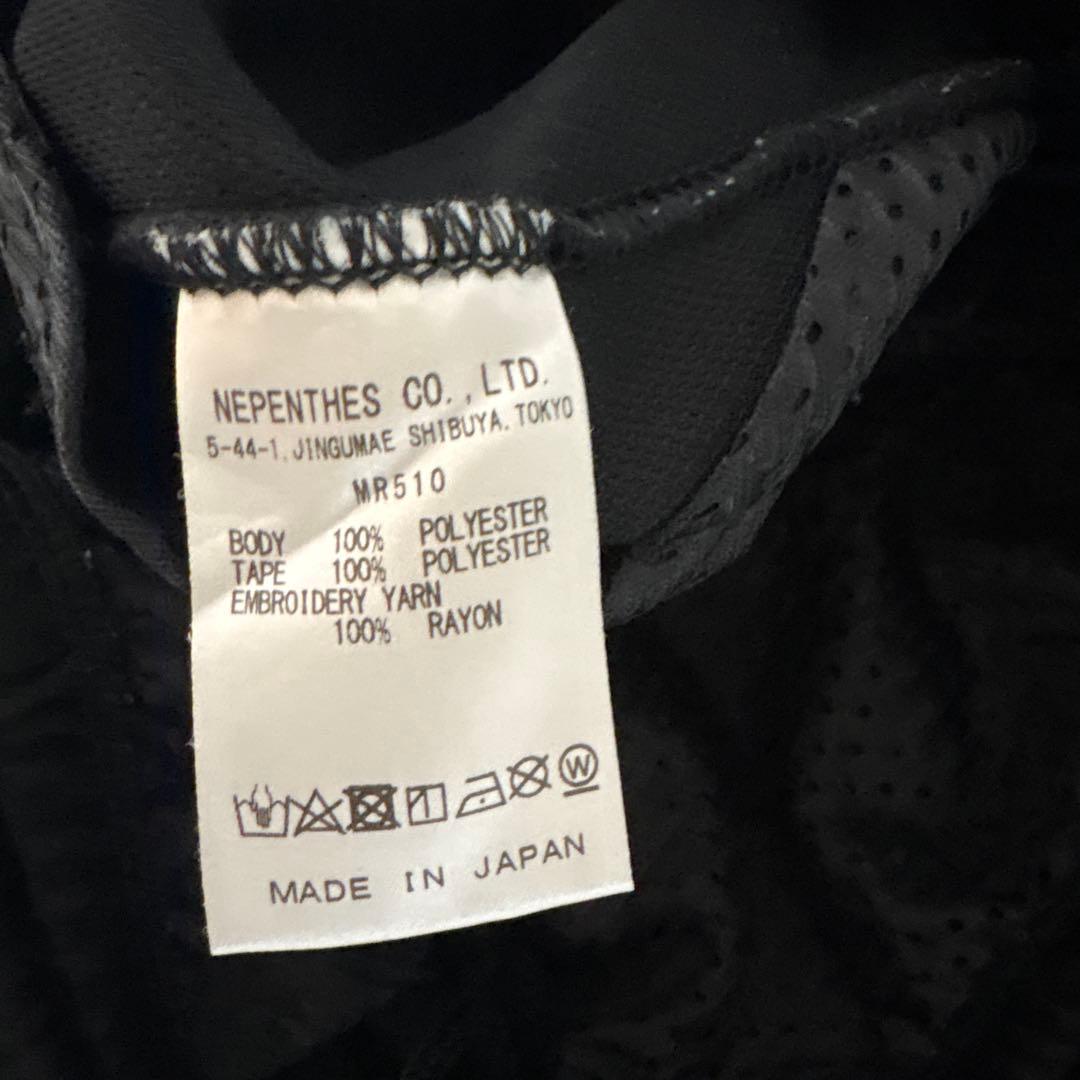 NEPENTHES CO., LTD.
5-44-1, JINGUMAE SHIBUYA, TOKYO
MR510
BODY 100% POLYESTER
TAPE 100% POLYESTER
EMBROIDERY YARN
100% RAYON
W
MADE IN JAPAN